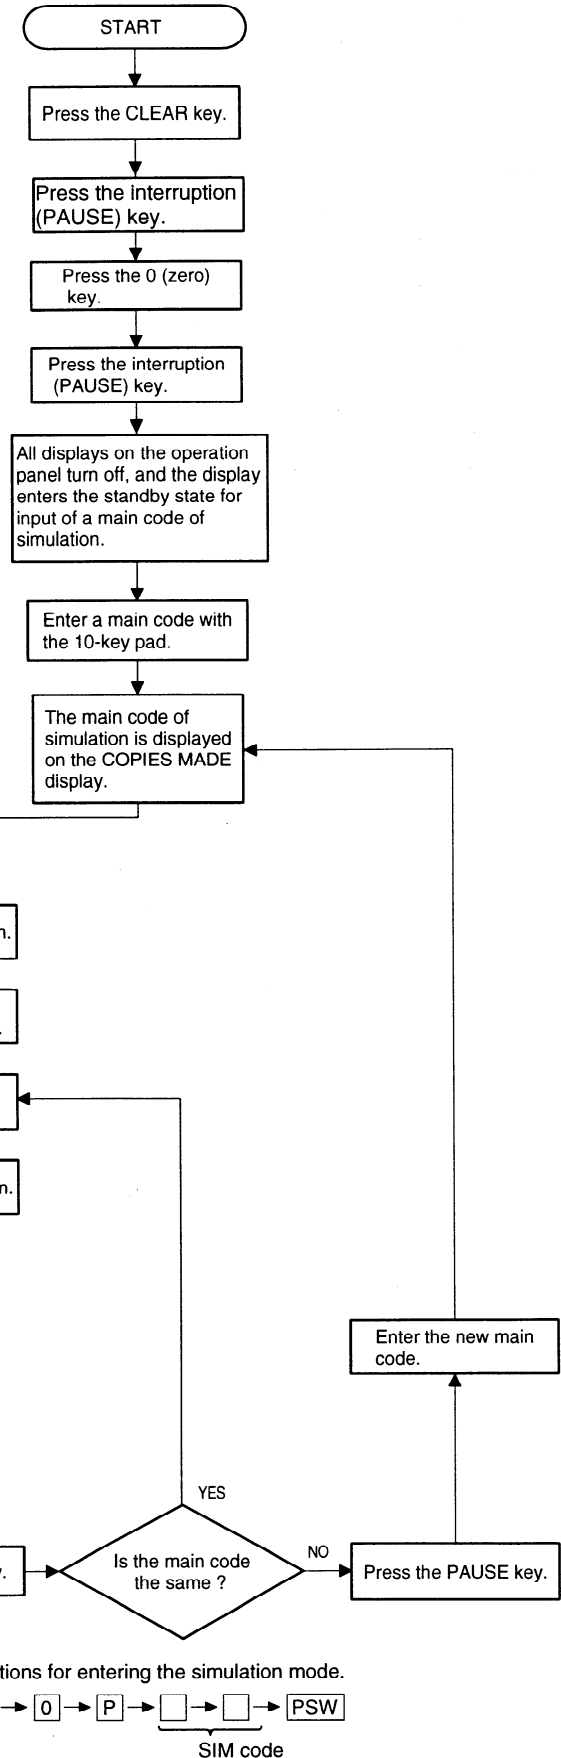 START
Press the CLEAR key.
Press the interruption
(PAUSE) key.
Press the 0 (zero)
key.
Press the interruption
(PAUSE) key.
All displays on the operation
panel turn off, and the display
enters the standby state for
input of a main code of
simulation.
Enter a main code with
the 10-key pad.
The main code of
simulation is displayed
on the COPIES MADE
display.
n.
.
n.
Enter the new main
code.
YES
y.
Is the main code
the same ?
NO
Press the PAUSE key.
tions for entering the simulation mode.
0 P PSW
SIM code